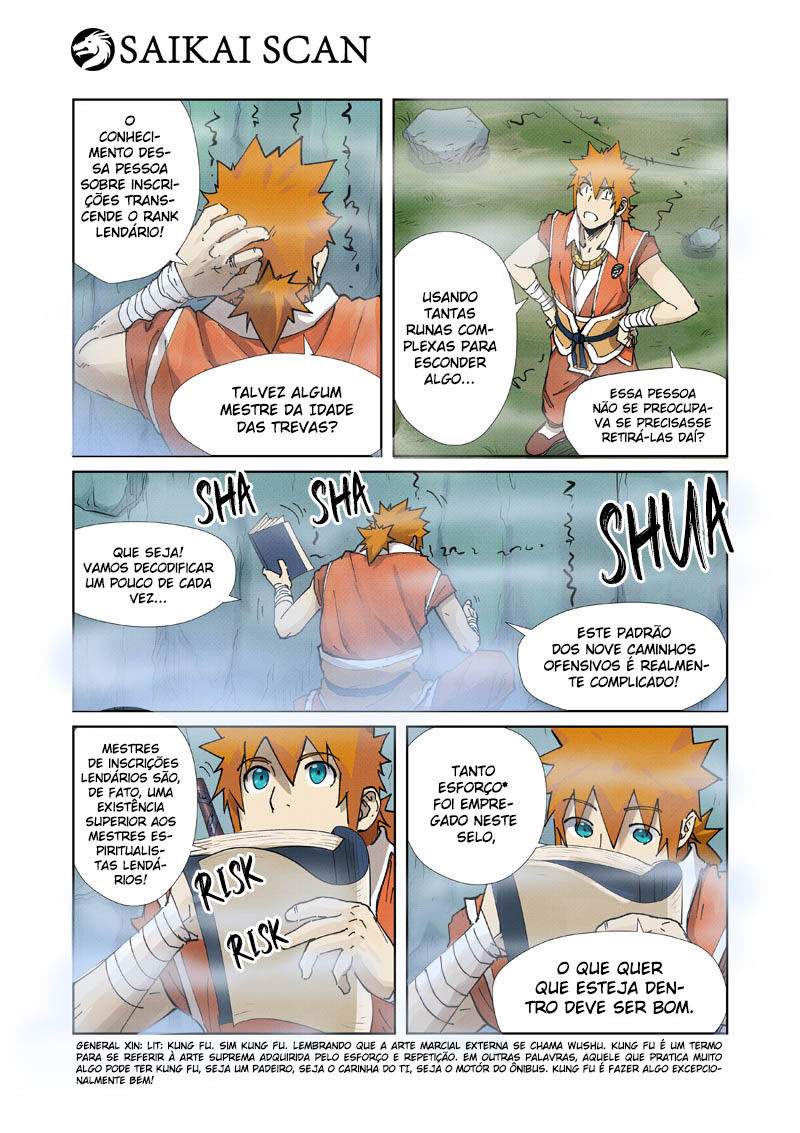 SAIKAI SCAN
O
CONHECI-
MENTO DES-
SA PESSOA
SOBRE INSCRI-
ÇÕES TRANS-
CENDE O RANK
LENDÁRIO!
TALVEZ ALGUM
MESTRE DA IDADE
DAS TREVAS?
USANDO
TANTAS
RUNAS COM-
PLEXAS PARA
ESCONDER
ALGO...
ESSA PESSOA
NÃO SE PREOCUPA-
VA SE PRECISASSE
RETIRÁ-LAS DAÍ?
SHA
SHA
SHUA
QUE SEJA!
VAMOS DECODIFICAR
UM POUCO DE CADA
VEZ...
ESTE PADRÃO
DOS NOVE CAMINHOS
OFENSIVOS É REALMEN-
TE COMPLICADO!
MESTRES
DE INSCRIÇÕES
LENDÁRIOS SÃO,
DE FATO, UMA
EXISTÊNCIA
SUPERIOR AOS
MESTRES ES-
PIRITUALIS-
TAS LENDÁ-
RIOS!
RISK
RISK
TANTO
ESFORÇO*
FOI EMPRE-
GADO NESTE
SELO,
O QUE QUER
QUE ESTEJA DEN-
TRO DEVE SER BOM.
GENERAL XIN: LIT: KUNG FU. SIM KUNG FU. LEMBRANDO QUE A ARTE MARCIAL EXTERNA SE CHAMA WUSHU. KUNG FU É UM TERMO
PARA SE REFERIR À ARTE SUPREMA ADQUIRIDA PELO ESFORÇO E REPETIÇÃO. EM OUTRAS PALAVRAS, AQUELE QUE PRATICA MUITO
ALGO PODE TER KUNG FU, SEJA UM PADEIRO, SEJA O CARINHA DO TI, SEJA O MOTÓR DO ÔNIBUS. KUNG FU É FAZER ALGO EXCEPCIO-
NALMENTE BEM!